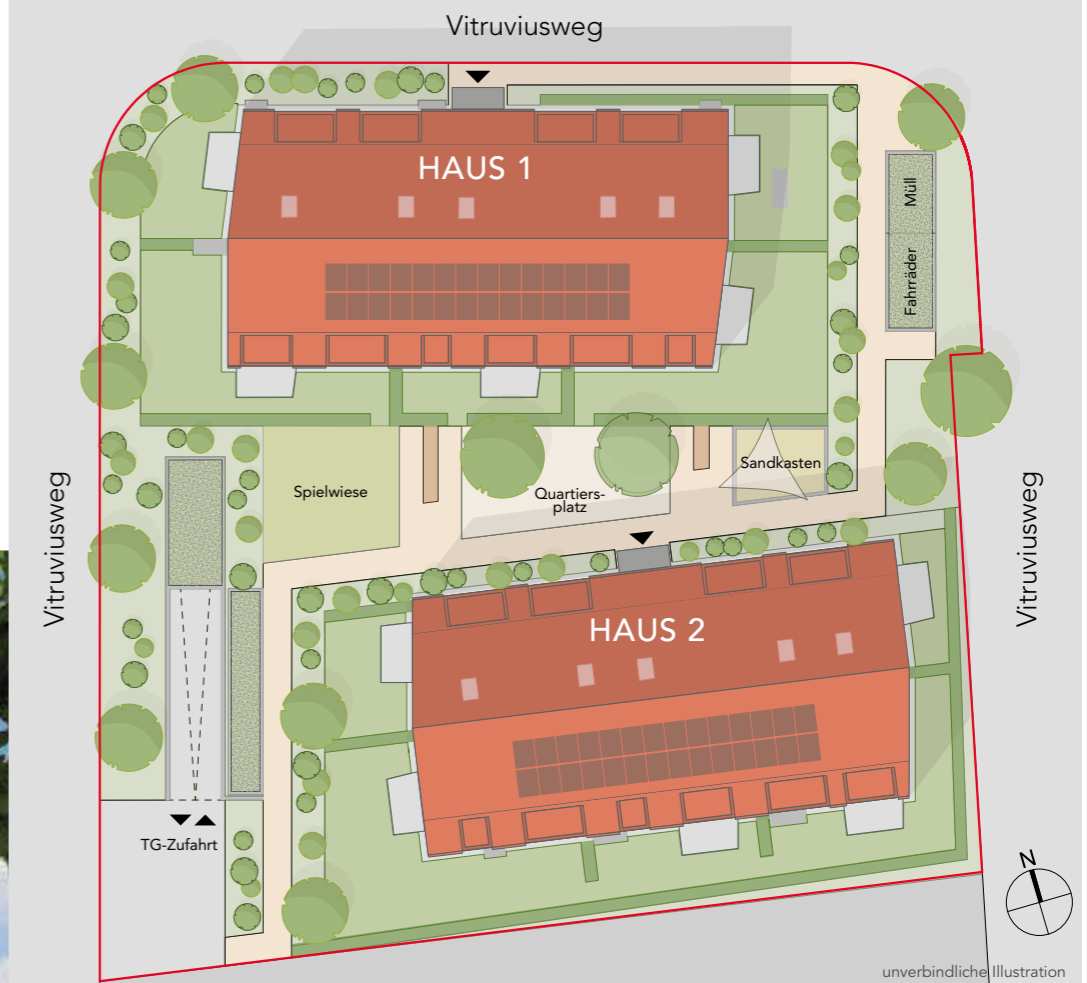 Vitruviusweg
HAUS 1
Müll
Fahrräder
Vitruviusweg
Spielwiese
Quartiers-
platz
Sandkasten
Vitruviusweg
HAUS 2
TG-Zufahrt
N
unverbindliche Illustration